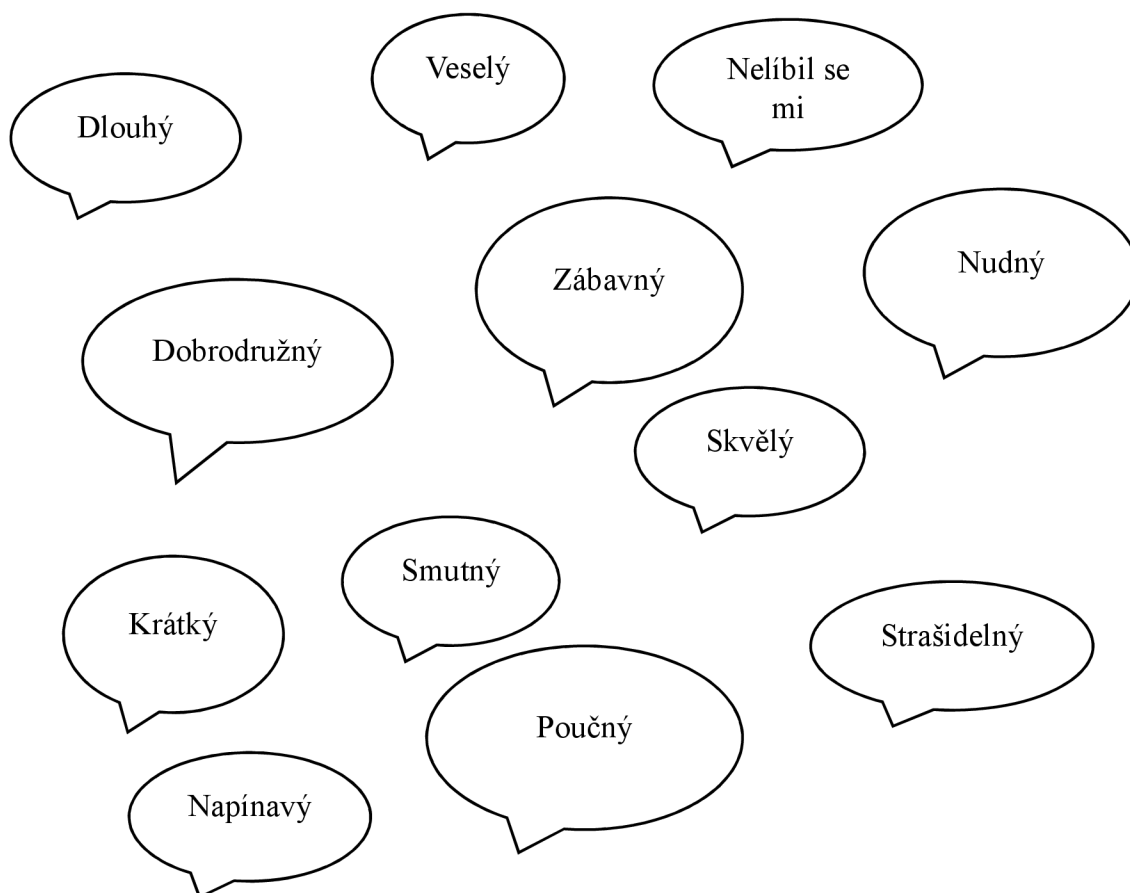 Veselý
Nelíbil se
mi
Dlouhý
Zábavný
Nudný
Dobrodružný
Skvělý
Smutný
Krátký
Strašidelný
Poučný
Napínavý